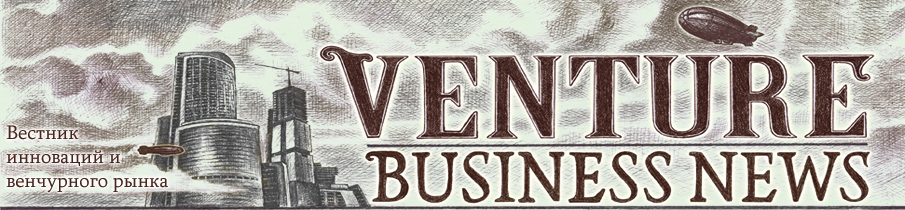 VENTURE
BUSINESS NEWS
Вестник
инноваций и
венчурного рынка